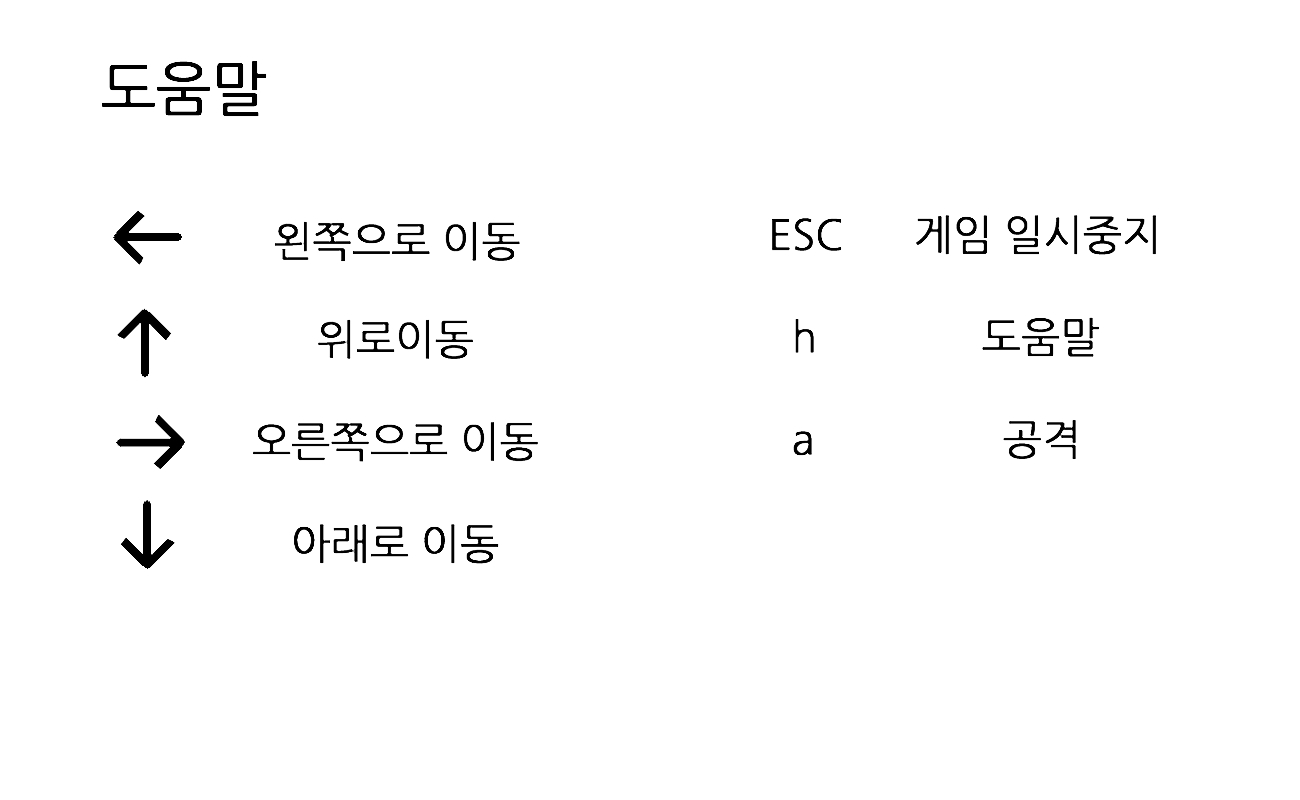 도움말
← 왼쪽으로 이동
↑ 위로이동
→ 오른쪽으로 이동
↓ 아래로 이동
ESC 게임 일시중지
h 도움말
a 공격